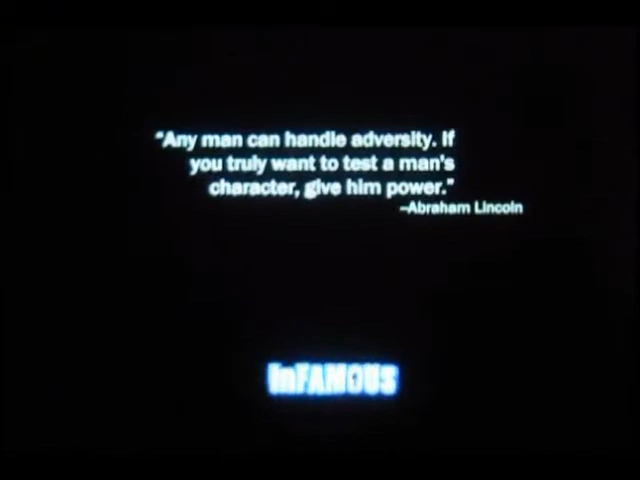 "Any man can handle adversity. If
you truly want to test a man's
character, give him power."
–Abraham Lincoln
inFAMOUS